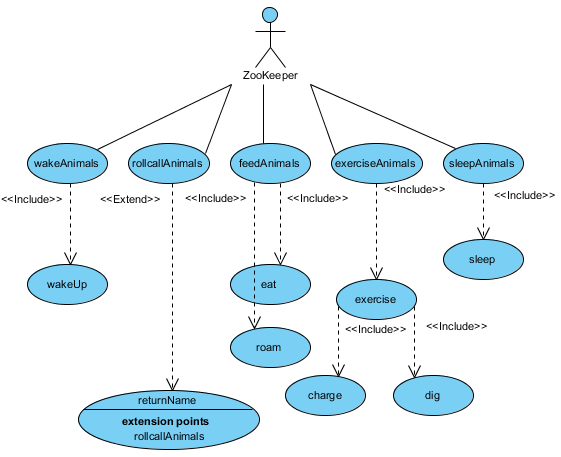 ZooKeeper
wakeAnimals
rollcallAnimals
feedAnimals
exerciseAnimals
sleepAnimals
<<Include>>
<<Extend>>
<<Include>>
<<Include>>
<<Include>>
<<Include>>
wakeUp
eat
exercise
sleep
roam
<<Include>>
<<Include>>
charge
dig
returnName
extension points
rollcallAnimals